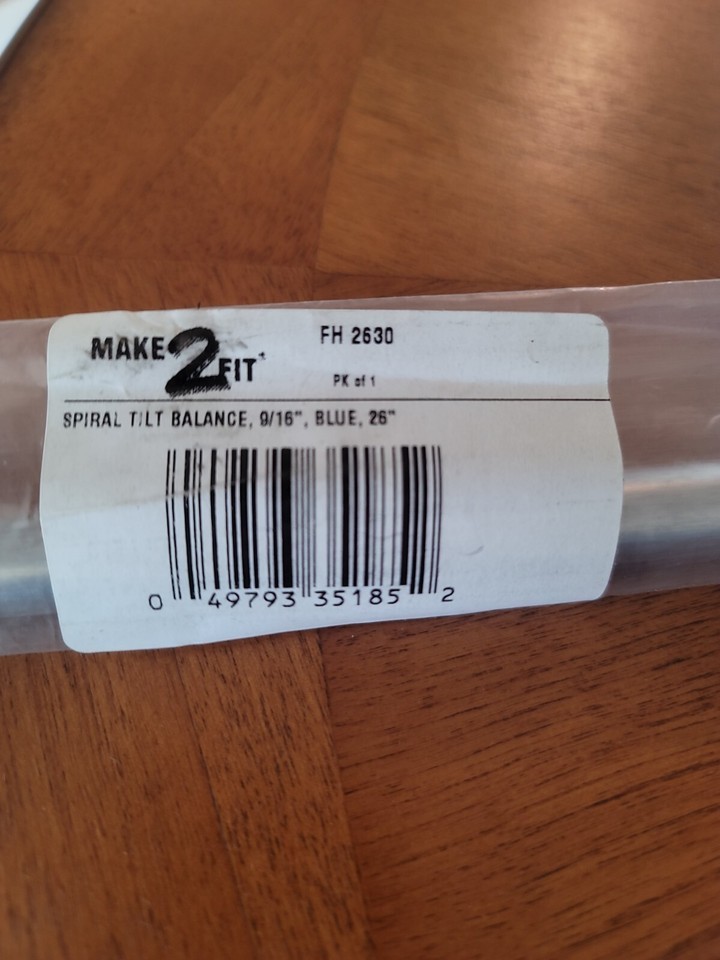 MAKE 2 FIT
FH 2630
PK of 1
SPIRAL TILT BALANCE, 9/16", BLUE, 26"
0 49793 35185 2